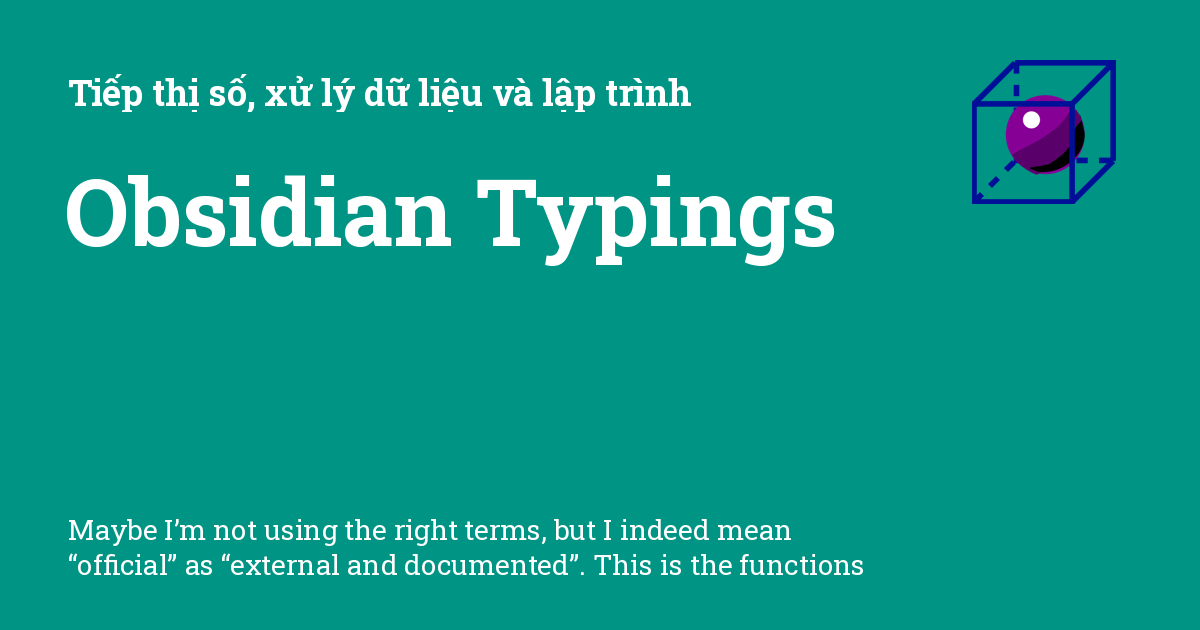 Tiếp thị số, xử lý dữ liệu và lập trình
Obsidian Typings
Maybe I’m not using the right terms, but I indeed mean
“official” as “external and documented”. This is the functions